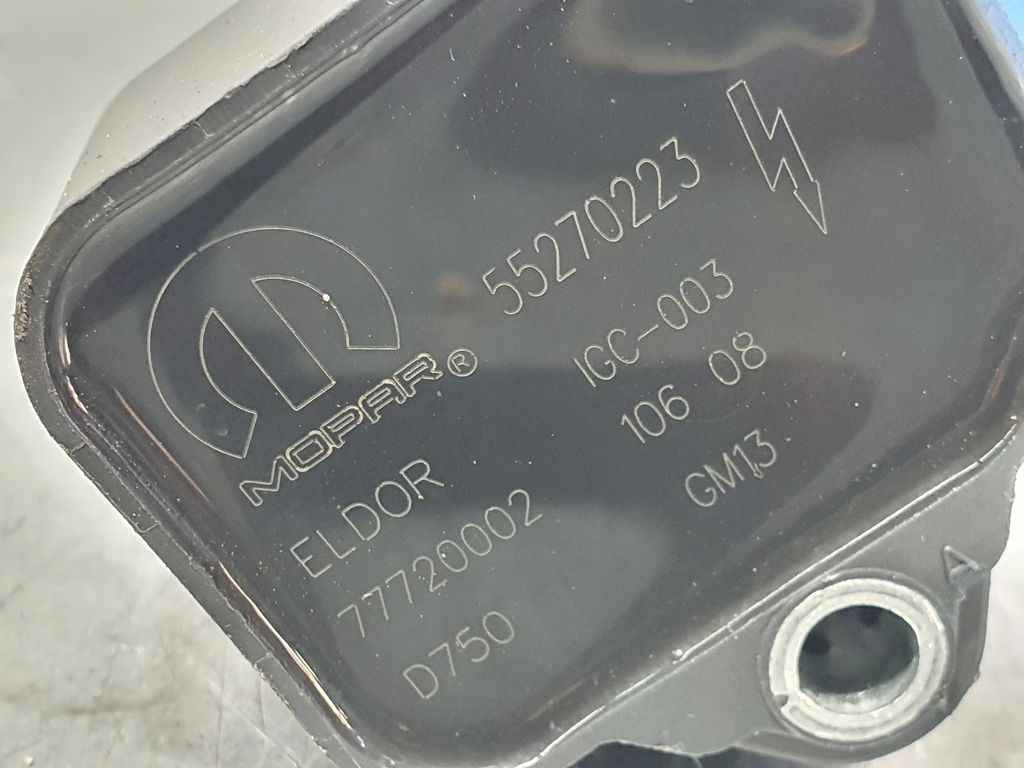 55270223
MOPAR®
IGC-003
106 08
ELDOR
GM13
77720002
D750
A